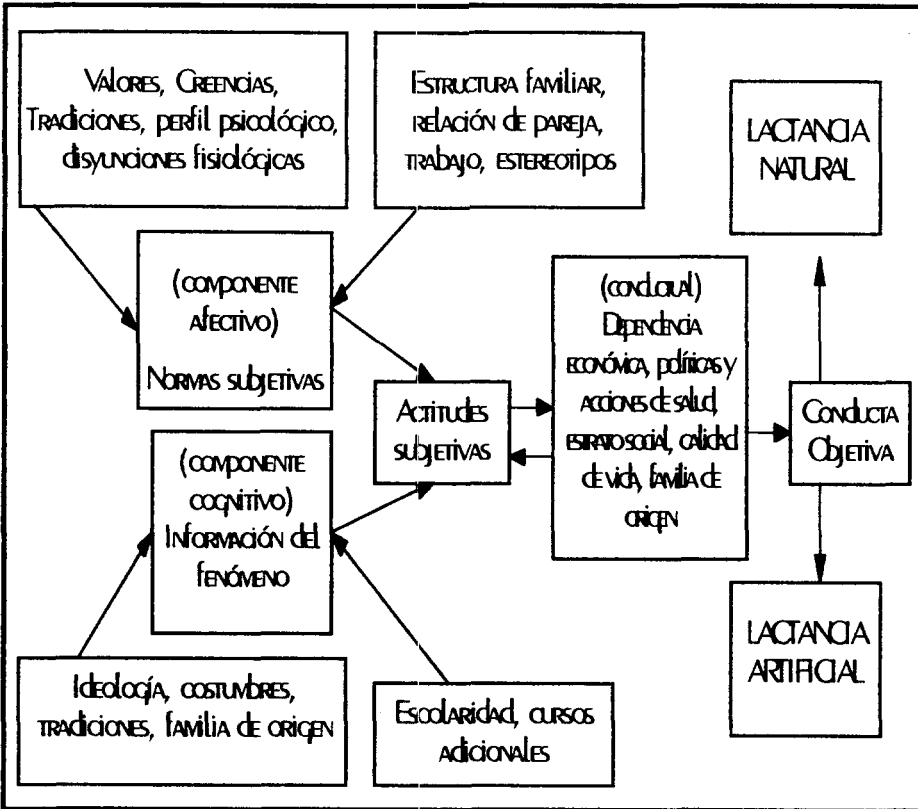 Valores, Creencias,
Tradiciones, perfil psicológico,
disyunciones fisiológicas
Estructura familiar,
relación de pareja,
trabajo, estereotipos
LACTANCIA
NATURAL
(componente
afectivo)
Normas subjetivas
(conductual)
Dependencia
económica, políticas y
acciones de salud,
estrato social, calidad
de vida, familia de
origen
Actitudes
subjetivas
Conducta
Objetiva
(componente
cognitivo)
Información del
fenómeno
LACTANCIA
ARTIFICIAL
Ideología, costumbres,
tradiciones, familia de origen
Escolaridad, cursos
adicionales